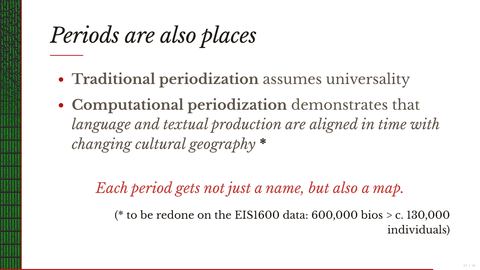 Periods are also places
• Traditional periodization assumes universality
• Computational periodization demonstrates that
language and textual production are aligned in time with
changing cultural geography *
Each period gets not just a name, but also a map.
(* to be redone on the EIS1600 data: 600,000 bios > c. 130,000
individuals)